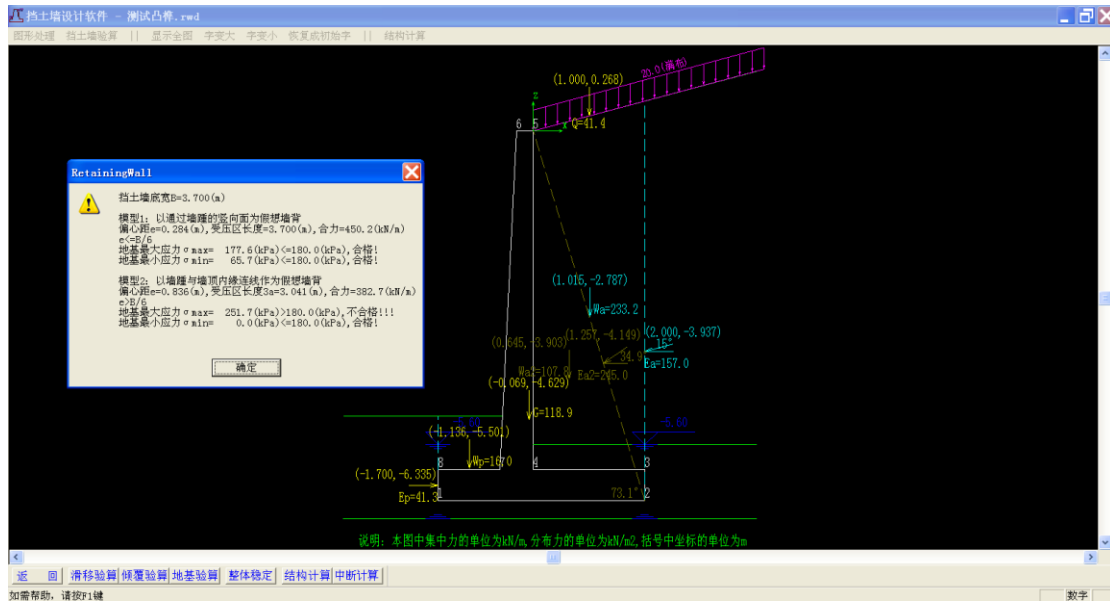 挡土墙设计软件 - 测试凸榫.rwd
图形处理 挡土墙验算 || 显示全图 字变大 字变小 恢复成初始字 || 结构计算
20.0(满布)
(1.000,0.268)
z
6 5 x Q=41.4
RetainingWall
挡土墙底宽B=3.700(m)
模型1: 以通过墙踵的竖向面为假想墙背
偏心距e=0.284(m),受压区长度=3.700(m),合力=450.2(kN/m)
e<=B/6
地基最大应力σmax= 177.6(kPa)<=180.0(kPa),合格!
地基最小应力σmin= 65.7(kPa)<=180.0(kPa),合格!
模型2: 以墙踵与墙顶内缘连线作为假想墙背
偏心距e=0.836(m),受压区长度3a=3.041(m),合力=382.7(kN/m)
e>B/6
地基最大应力σmax= 251.7(kPa)>180.0(kPa),不合格!!!
地基最小应力σmin= 0.0(kPa)<=180.0(kPa),合格!
确定
(1.015,-2.787)
Wa=233.2
(0.645,-3.903)
(1.257,-4.149)
(2.000,-3.937)
15°
34.9
Ea=157.0
Wa2=107.8
Ea2=245.0
(-0.069,-4.629)
G=118.9
-5.00
(-1.136,-5.501)
8 Wp=16.0 4 3
(-1.700,-6.335)
Ep=41.3
1
73.1°
2
说明: 本图中集中力的单位为kN/m,分布力的单位为kN/m2,括号中坐标的单位为m
返 回 滑移验算 倾覆验算 地基验算 整体稳定 结构计算 中断计算
如需帮助, 请按F1键
数字